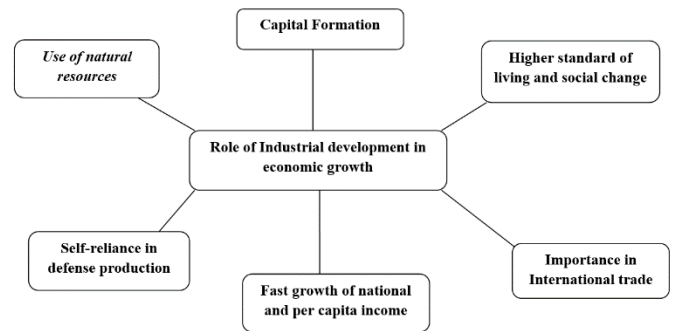 Capital Formation
Use of natural
resources
Higher standard of
living and social change
Role of Industrial development in
economic growth
Self-reliance in
defense production
Importance in
International trade
Fast growth of national
and per capita income